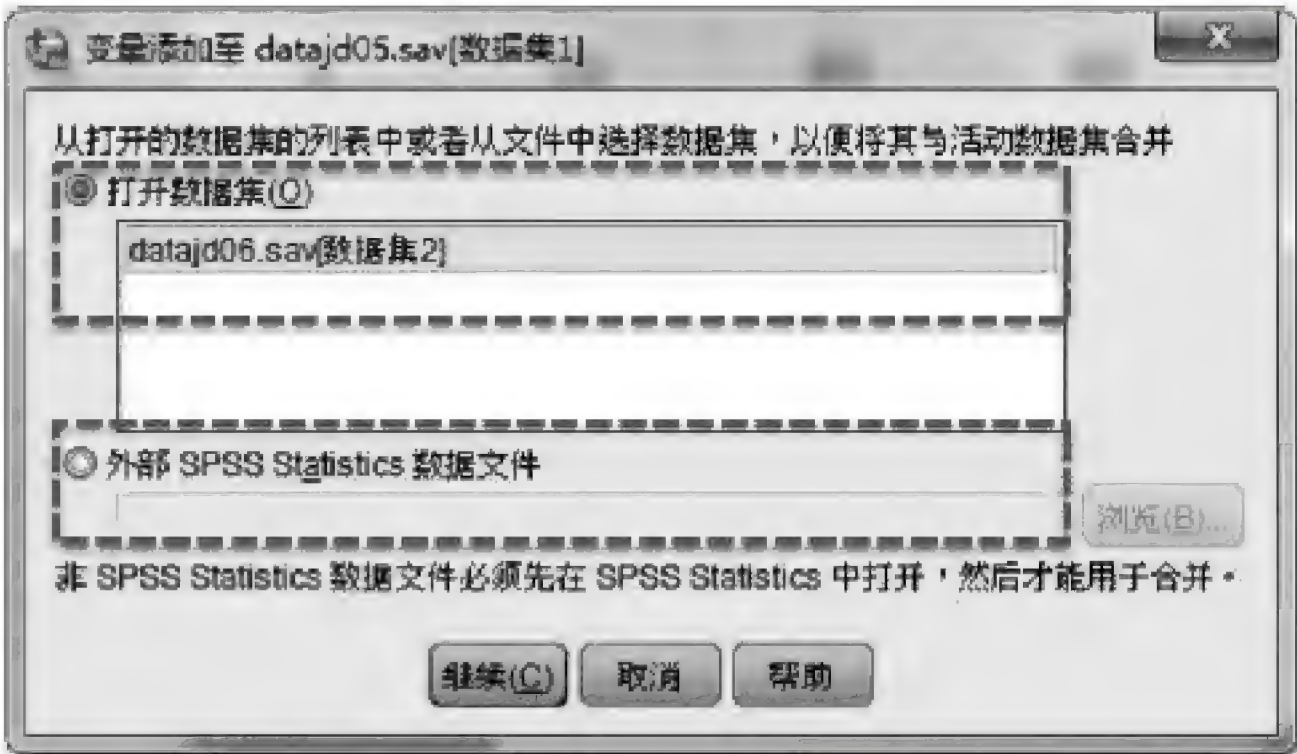 变量添加至 datajd05.sav[数据集1]
从打开的数据集的列表中或者从文件中选择数据集，以便将其与活动数据集合并
打开数据集(O)
datajd06.sav[数据集2]
外部 SPSS Statistics 数据文件
浏览(B)...
非 SPSS Statistics 数据文件必须先在 SPSS Statistics 中打开，然后才能用于合并。
继续(C) 取消 帮助